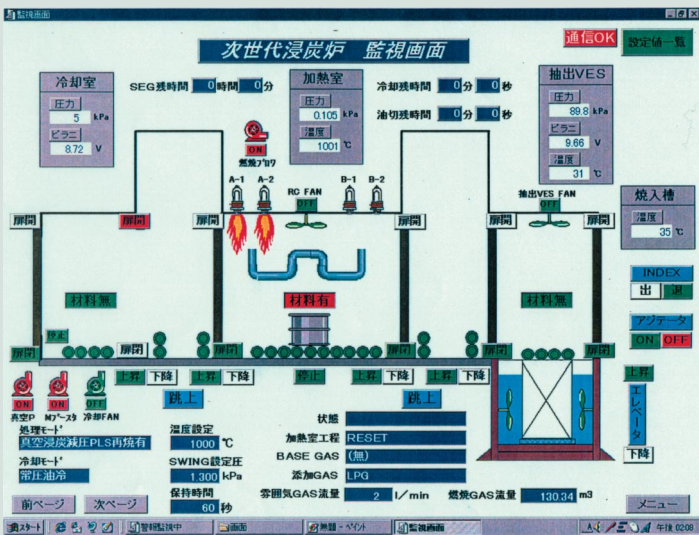 監視画面
次世代浸炭炉 監視画面
通信OK
設定値一覧
冷却室
圧力
5 kPa
ピラニ
8.72 V
SEG残時間 0 時間 0 分
加熱室
圧力
0.105 kPa
温度
1001 ℃
冷却残時間 0 分 0 秒
油切残時間 0 分 0 秒
抽出VES
圧力
89.8 kPa
ピラニ
9.66 V
温度
31 ℃
ON
燃焼ブロワ
A-1 A-2 RC FAN B-1 B-2
OFF
抽出VES FAN
OFF
焼入槽
温度
35 ℃
扉開 扉開 扉開 扉開 扉開 扉開
INDEX
出 退
材料無 材料有 材料無
アジテータ
ON OFF
停止
扉閉 扉閉 扉閉 扉閉 扉閉 扉閉
上昇 下降 上昇 下降 停止 上昇 下降 上昇 下降
上昇
エレベータ
下降
ON ON OFF
真空P Mブースタ 冷却FAN
跳上 跳上
処理モード
真空浸炭減圧PLS再焼有
冷却モード
常圧油冷
温度設定
1000 ℃
SWING設定圧
1.300 kPa
保持時間
60 秒
状態
加熱室工程 RESET
BASE GAS (無)
添加GAS LPG
雰囲気GAS流量 2 l/min 燃焼GAS流量 130.34 m3
前ページ 次ページ メニュー
スタート 警報監視中 画面 無題 - ペイント 監視画面 午後 02:08